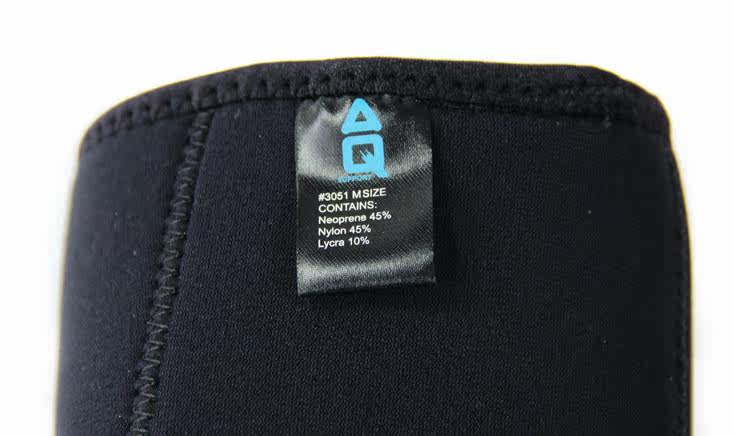 AQ
SUPPORT
#3051 M SIZE
CONTAINS:
Neoprene 45%
Nylon 45%
Lycra 10%